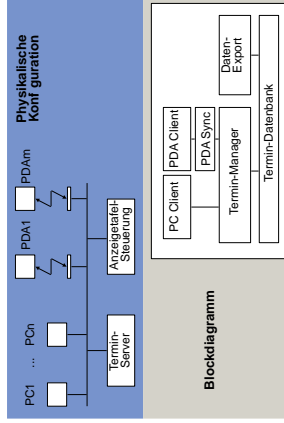 Physikalische
Konf guration
PDA1
PDAm
PC1 ... PCn
Termin-
Server
Anzeigetafel-
Steuerung
Blockdiagramm
PC Client
PDA Client
PDA Sync
Daten-
Export
Termin-Manager
Termin-Datenbank